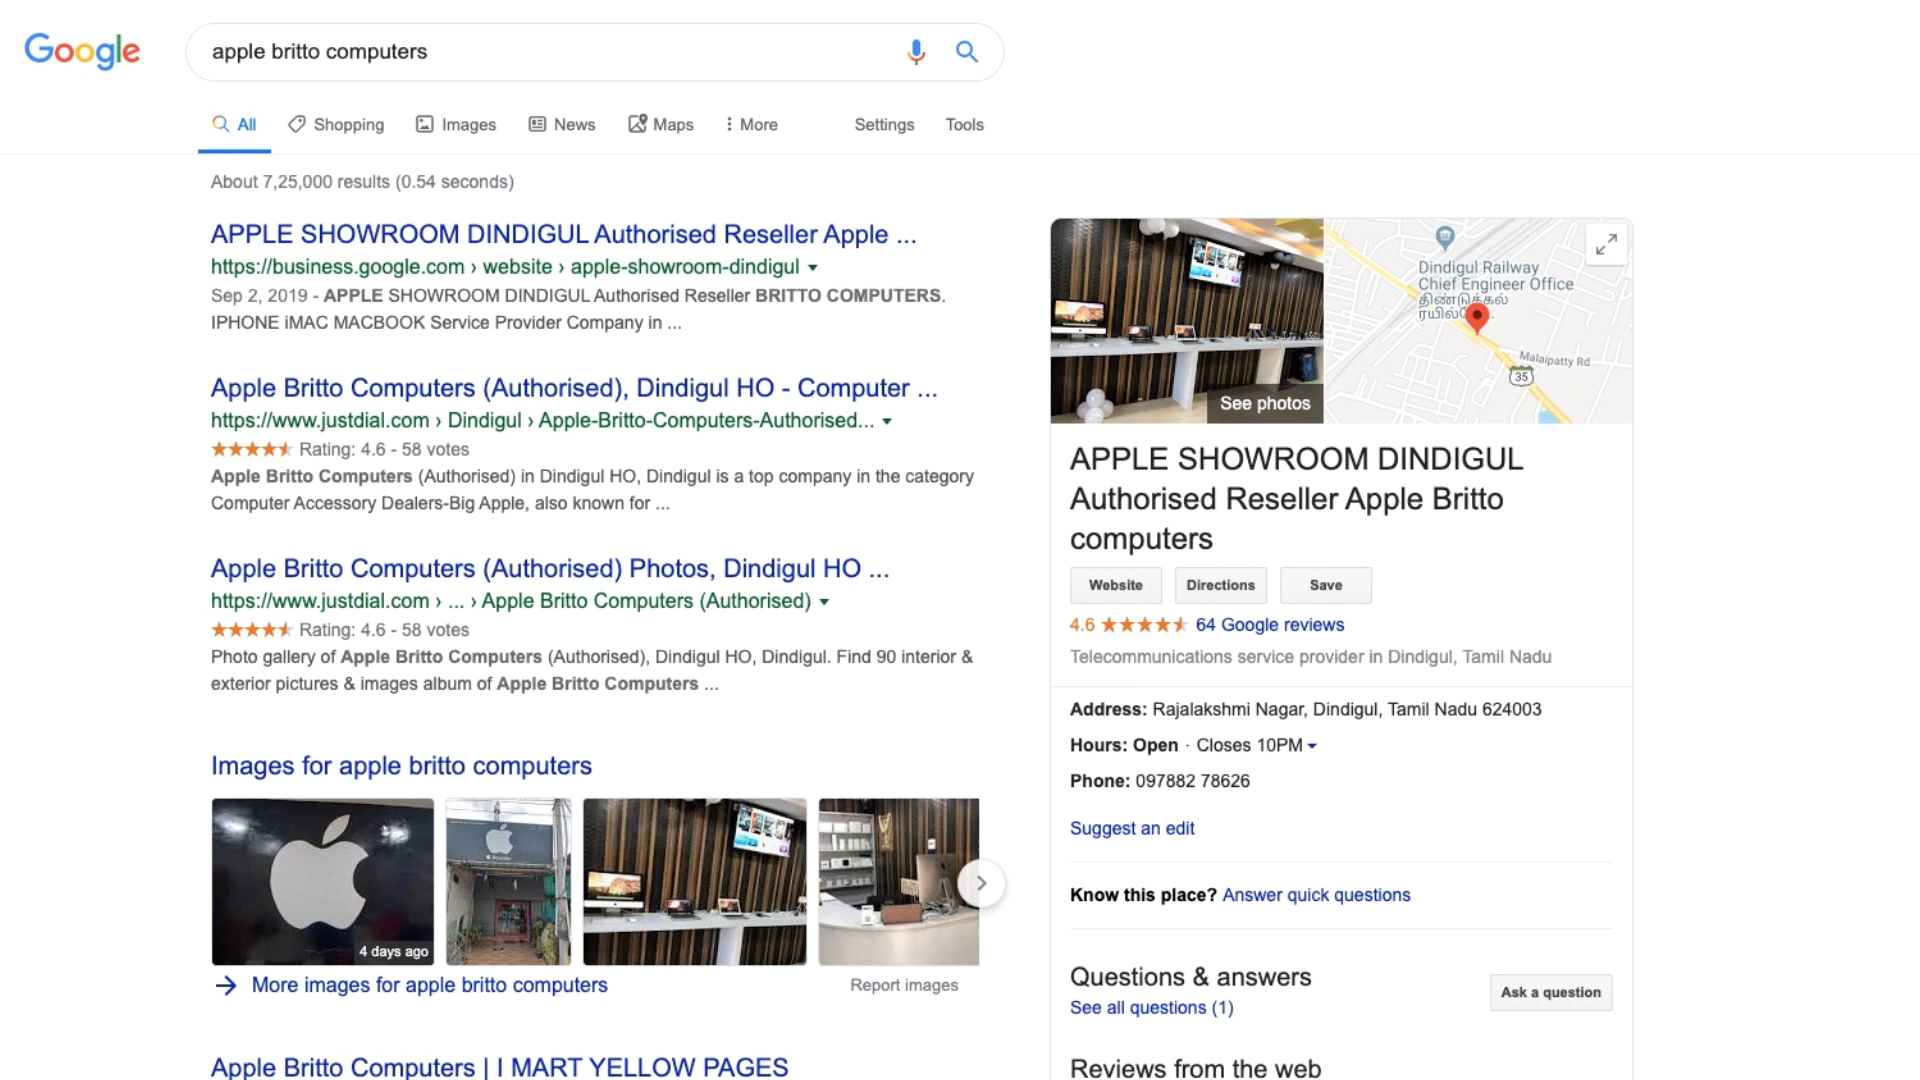 Google
apple britto computers
All
Shopping
Images
News
Maps
More
Settings
Tools
About 7,25,000 results (0.54 seconds)
APPLE SHOWROOM DINDIGUL Authorised Reseller Apple ...
https://business.google.com › website › apple-showroom-dindigul
Sep 2, 2019 - APPLE SHOWROOM DINDIGUL Authorised Reseller BRITTO COMPUTERS.
IPHONE iMAC MACBOOK Service Provider Company in ...
Apple Britto Computers (Authorised), Dindigul HO - Computer ...
https://www.justdial.com › Dindigul › Apple-Britto-Computers-Authorised...
Rating: 4.6 - 58 votes
Apple Britto Computers (Authorised) in Dindigul HO, Dindigul is a top company in the category
Computer Accessory Dealers-Big Apple, also known for ...
Apple Britto Computers (Authorised) Photos, Dindigul HO ...
https://www.justdial.com › ... › Apple Britto Computers (Authorised)
Rating: 4.6 - 58 votes
Photo gallery of Apple Britto Computers (Authorised), Dindigul HO, Dindigul. Find 90 interior &
exterior pictures & images album of Apple Britto Computers ...
Images for apple britto computers
4 days ago
More images for apple britto computers
Report images
Apple Britto Computers | I MART YELLOW PAGES
See photos
Dindigul Railway
Chief Engineer Office
திண்டுக்கல்
Malaipatty Rd
35
APPLE SHOWROOM DINDIGUL
Authorised Reseller Apple Britto
computers
Website
Directions
Save
4.6
64 Google reviews
Telecommunications service provider in Dindigul, Tamil Nadu
Address: Rajalakshmi Nagar, Dindigul, Tamil Nadu 624003
Hours: Open · Closes 10PM
Phone: 097882 78626
Suggest an edit
Know this place? Answer quick questions
Questions & answers
See all questions (1)
Ask a question
Reviews from the web